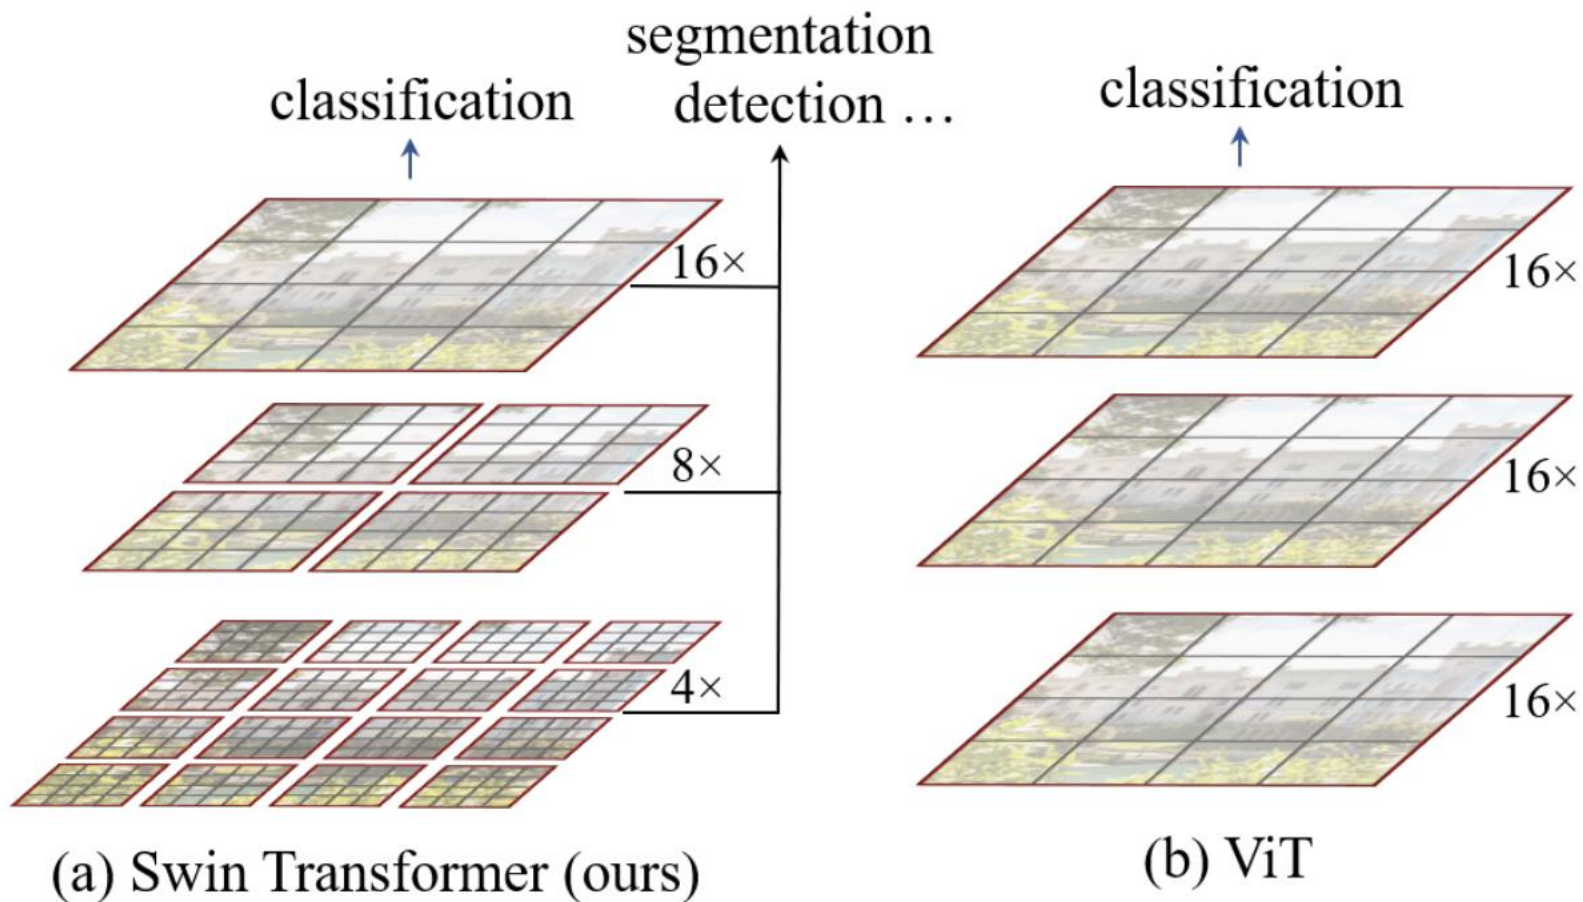 segmentation
detection …
classification
16×
8×
4×
(a) Swin Transformer (ours)
classification
16×
16×
16×
(b) ViT